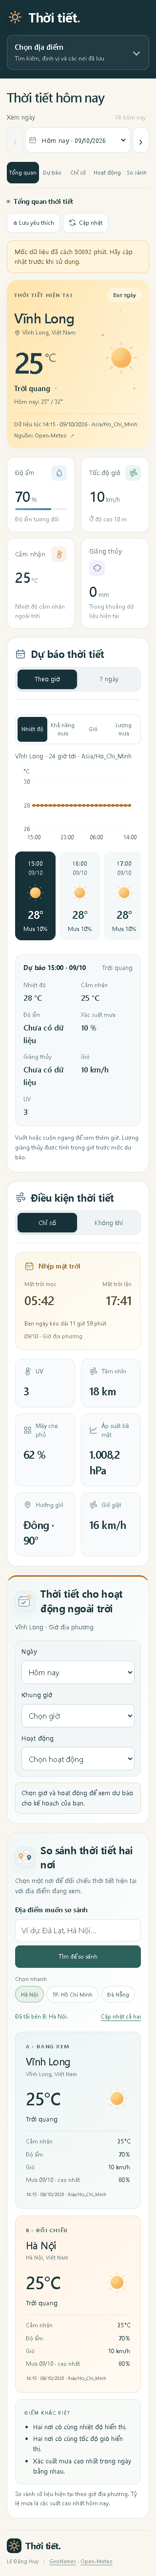 Thời tiết.
Chọn địa điểm
Tìm kiếm, định vị và các nơi đã lưu
Thời tiết hôm nay
Xem ngày
Về hôm nay
Hôm nay · 09/10/2026
Tổng quan
Dự báo
Chỉ số
Hoạt động
So sánh
Tổng quan thời tiết
Lưu yêu thích
Cập nhật
Mốc dữ liệu đã cách 50892 phút. Hãy cập nhật trước khi sử dụng.
THỜI TIẾT HIỆN TẠI
Ban ngày
Vĩnh Long
Vĩnh Long, Việt Nam
25°C
Trời quang
Hôm nay: 25° / 32°
Dữ liệu lúc 14:15 · 09/10/2026 · Asia/Ho_Chi_Minh
Nguồn: Open-Meteo ↗
Độ ẩm
70%
Độ ẩm tương đối
Tốc độ gió
10km/h
Ở độ cao 10 m
Cảm nhận
25°C
Nhiệt độ cảm nhận ngoài trời
Giáng thủy
0 mm
Trong khoảng dữ liệu hiện tại
Dự báo thời tiết
Theo giờ
7 ngày
Nhiệt độ
Khả năng mưa
Gió
Lượng mưa
Vĩnh Long · 24 giờ tới · Asia/Ho_Chi_Minh
°C
30
28
26
15:00
23:00
06:00
14:00
15:00
09/10
28°
Mưa 10%
16:00
09/10
28°
Mưa 10%
17:00
09/10
28°
Mưa 10%
Dự báo 15:00 · 09/10
Trời quang
Nhiệt độ
28 °C
Cảm nhận
25 °C
Độ ẩm
Chưa có dữ liệu
Xác suất mưa
10 %
Giáng thủy
Chưa có dữ liệu
Gió
10 km/h
UV
3
Vuốt hoặc cuộn ngang để xem thêm giờ. Lượng giáng thủy được tính trong giờ trước mốc dự báo.
Điều kiện thời tiết
Chỉ số
Không khí
Nhịp mặt trời
Mặt trời mọc
05:42
Mặt trời lặn
17:41
Ban ngày kéo dài 11 giờ 59 phút
09/10 · Giờ địa phương
UV
3
Tầm nhìn
18 km
Mây che phủ
62 %
Áp suất bề mặt
1.008,2 hPa
Hướng gió
Đông · 90°
Gió giật
16 km/h
Thời tiết cho hoạt động ngoài trời
Vĩnh Long · Giờ địa phương
Ngày
Hôm nay
Khung giờ
Chọn giờ
Hoạt động
Chọn hoạt động
Chọn giờ và hoạt động để xem dự báo cho kế hoạch của bạn.
So sánh thời tiết hai nơi
Chọn một nơi để đối chiếu thời tiết hiện tại với địa điểm đang xem.
Địa điểm muốn so sánh
Ví dụ: Đà Lạt, Hà Nội...
Tìm để so sánh
Chọn nhanh
Hà Nội
TP. Hồ Chí Minh
Đà Nẵng
Đã tải bên B: Hà Nội.
Cập nhật cả hai
A · ĐANG XEM
Vĩnh Long
Vĩnh Long, Việt Nam
25°C
Trời quang
Cảm nhận
25°C
Độ ẩm
70%
Gió
10 km/h
Mưa 09/10 · cao nhất
80%
14:15 · 09/10/2026 · Asia/Ho_Chi_Minh
B · ĐỐI CHIẾU
Hà Nội
Hà Nội, Việt Nam
25°C
Trời quang
Cảm nhận
25°C
Độ ẩm
70%
Gió
10 km/h
Mưa 09/10 · cao nhất
80%
14:15 · 09/10/2026 · Asia/Ho_Chi_Minh
ĐIỂM KHÁC BIỆT
Hai nơi có cùng nhiệt độ hiển thị.
Hai nơi có cùng tốc độ gió hiển thị.
Xác suất mưa cao nhất trong ngày bằng nhau.
So sánh số liệu hiện tại theo giờ địa phương. Tỷ lệ mưa là xác suất cao nhất hôm nay.
Thời tiết.
Lê Đặng Huy / GeoNames · Open-Meteo